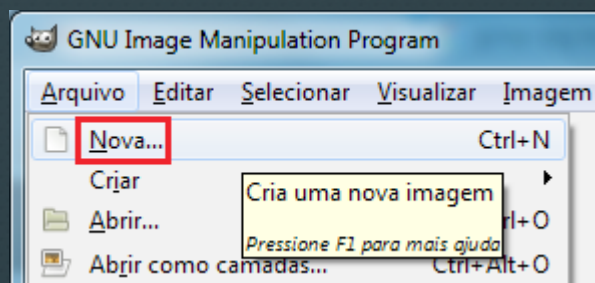 GNU Image Manipulation Program
Arquivo Editar Selecionar Visualizar Imagem
Nova... Ctrl+N
Criar
Cria uma nova imagem
Abrir... rl+O
Pressione F1 para mais ajuda
Abrir como camadas... Ctrl+Alt+O